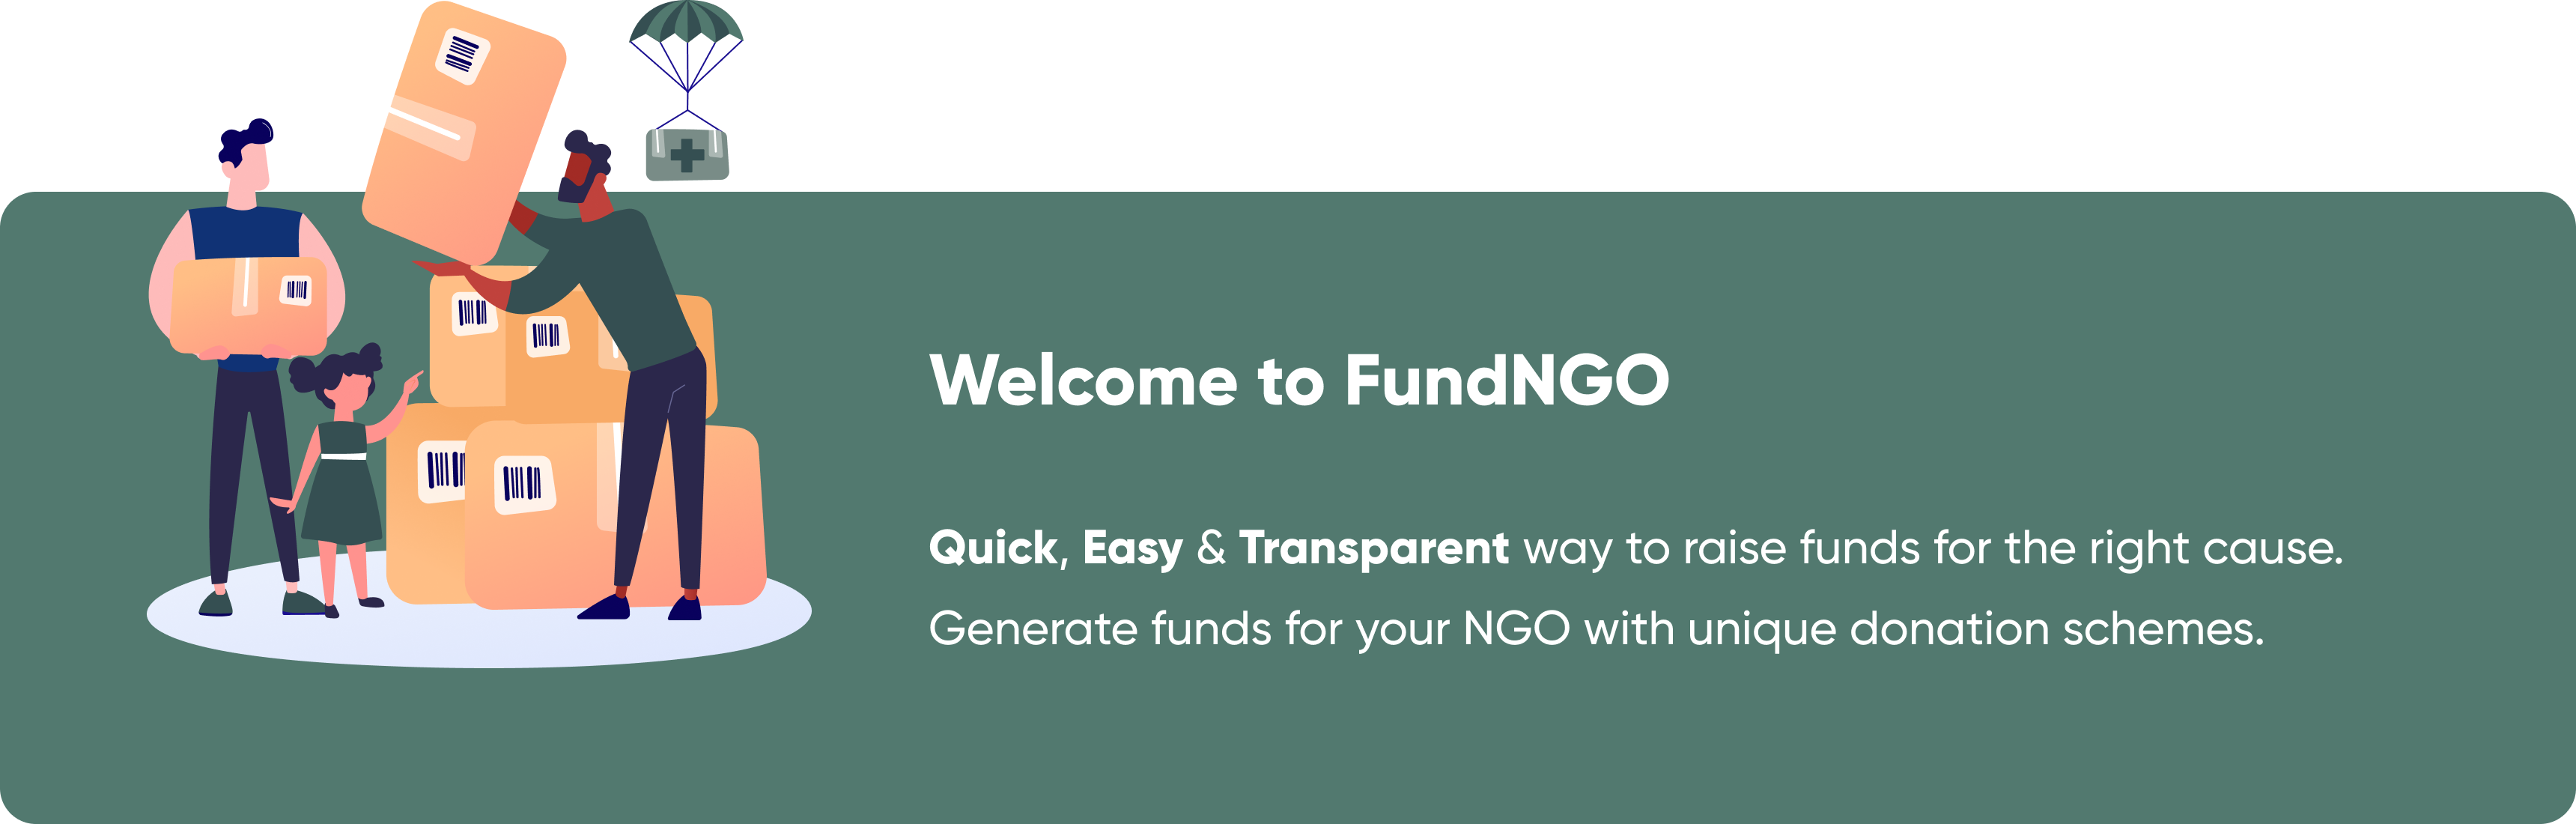 Welcome to FundNGO
Quick, Easy & Transparent way to raise funds for the right cause.
Generate funds for your NGO with unique donation schemes.